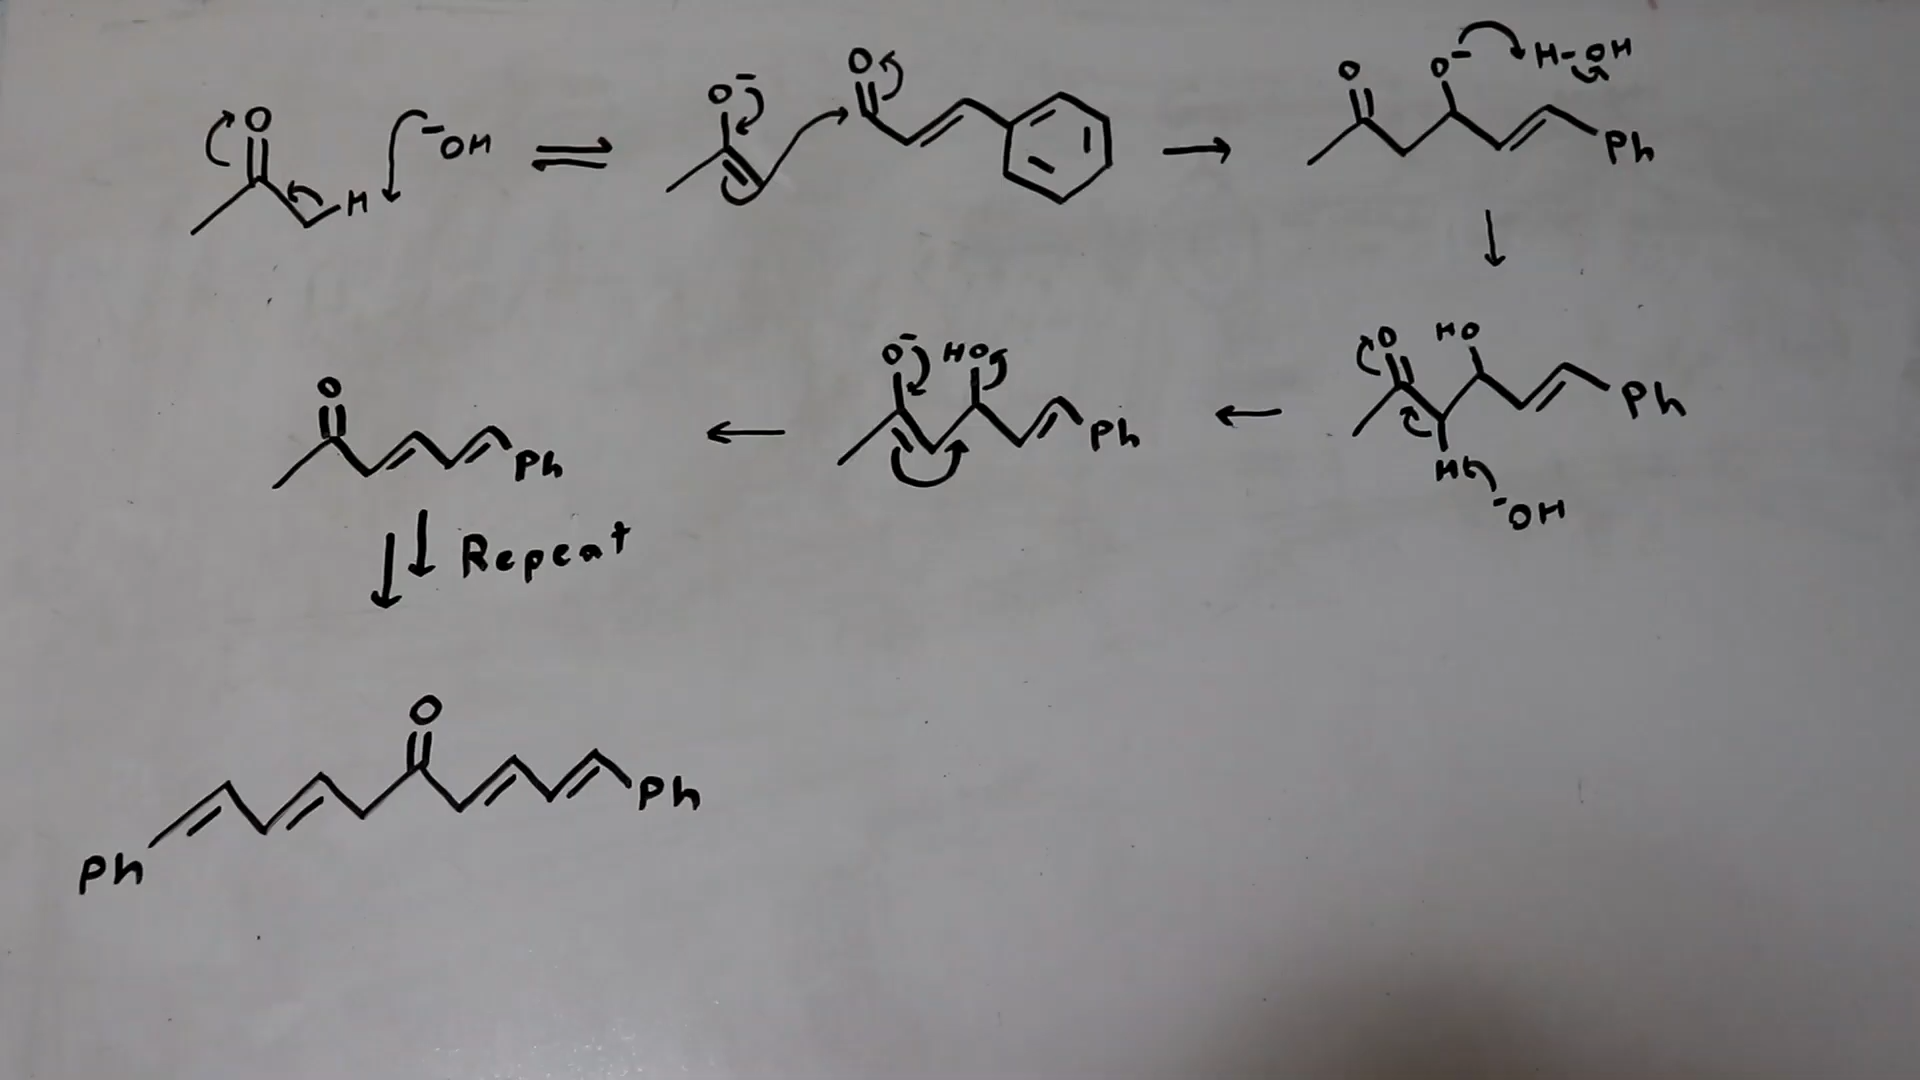 O H ⁻OH
O⁻ O
O O⁻ H-OH Ph
O HO H Ph ⁻OH
O⁻ HO Ph
O Ph
Repeat
O Ph Ph